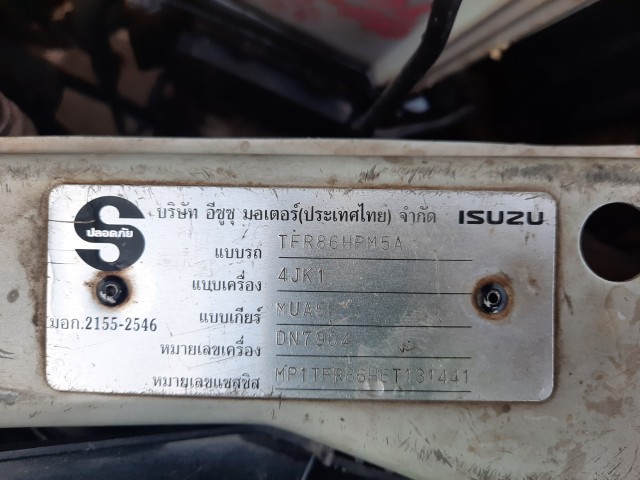 บริษัท อีซูซุ มอเตอร์(ประเทศไทย) จำกัด ISUZU
S ปลอดภัย
แบบรถ TFR86HPM5A
แบบเครื่อง 4JK1
แบบเกียร์
มอก.2155-2546
หมายเลขเครื่อง
หมายเลขแชสซิส